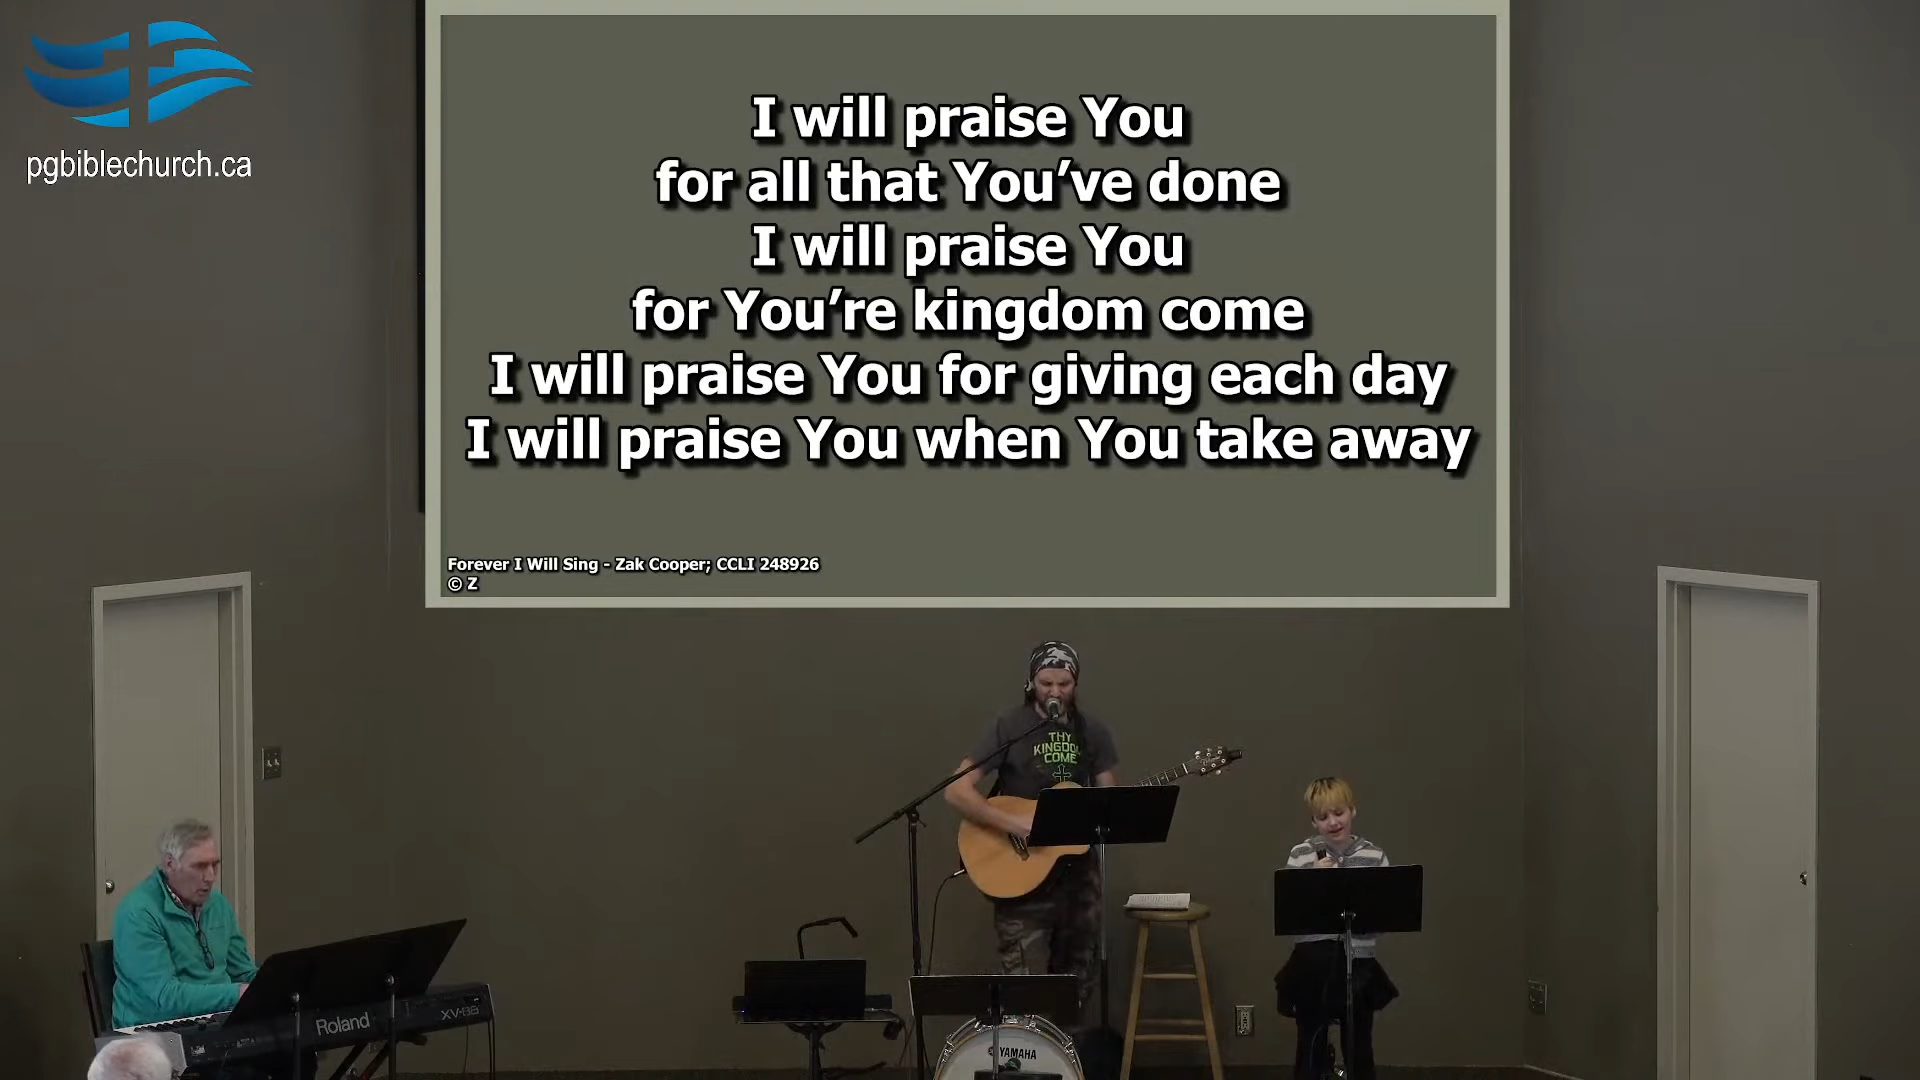 pgbiblechurch.ca
I will praise You
for all that You’ve done
I will praise You
for You’re kingdom come
I will praise You for giving each day
I will praise You when You take away
Forever I Will Sing - Zak Cooper; CCLI 248926
© Z
THY
KINGDOM
COME
Roland
XV-88
YAMAHA